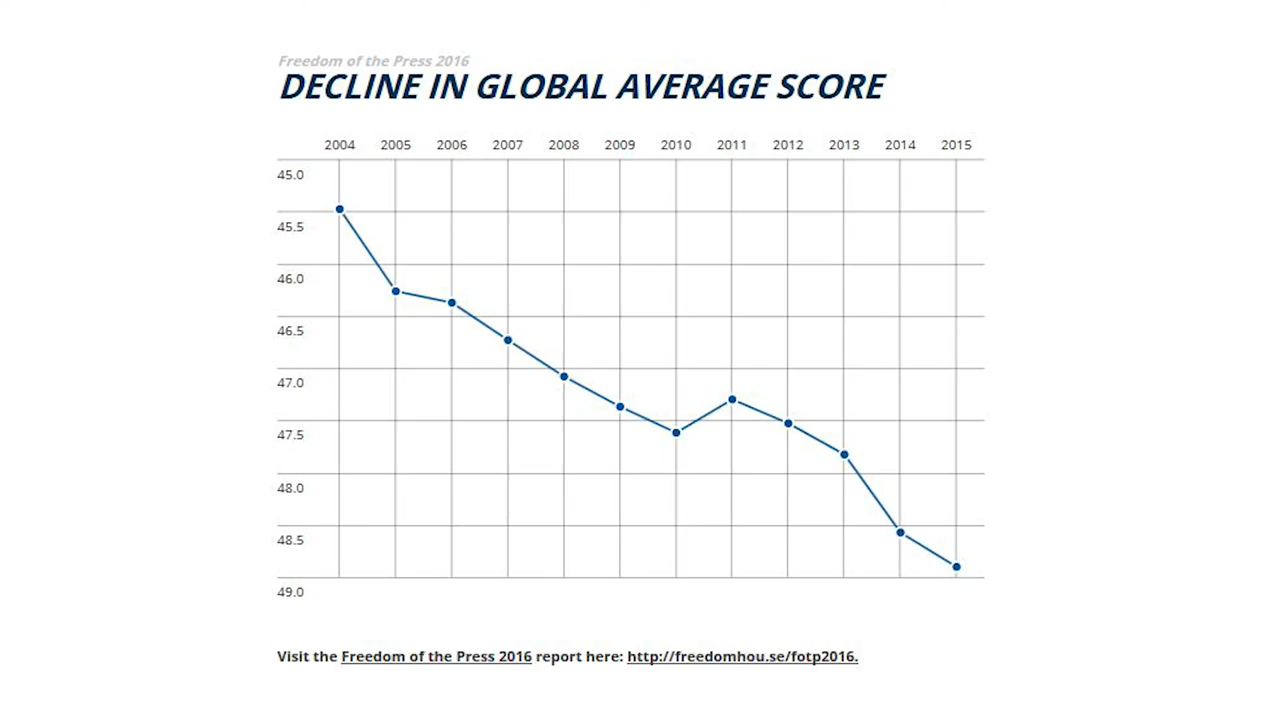 Freedom of the Press 2016
DECLINE IN GLOBAL AVERAGE SCORE
2004 2005 2006 2007 2008 2009 2010 2011 2012 2013 2014 2015
45.0
45.5
46.0
46.5
47.0
47.5
48.0
48.5
49.0
Visit the Freedom of the Press 2016 report here: http://freedomhou.se/fotp2016.